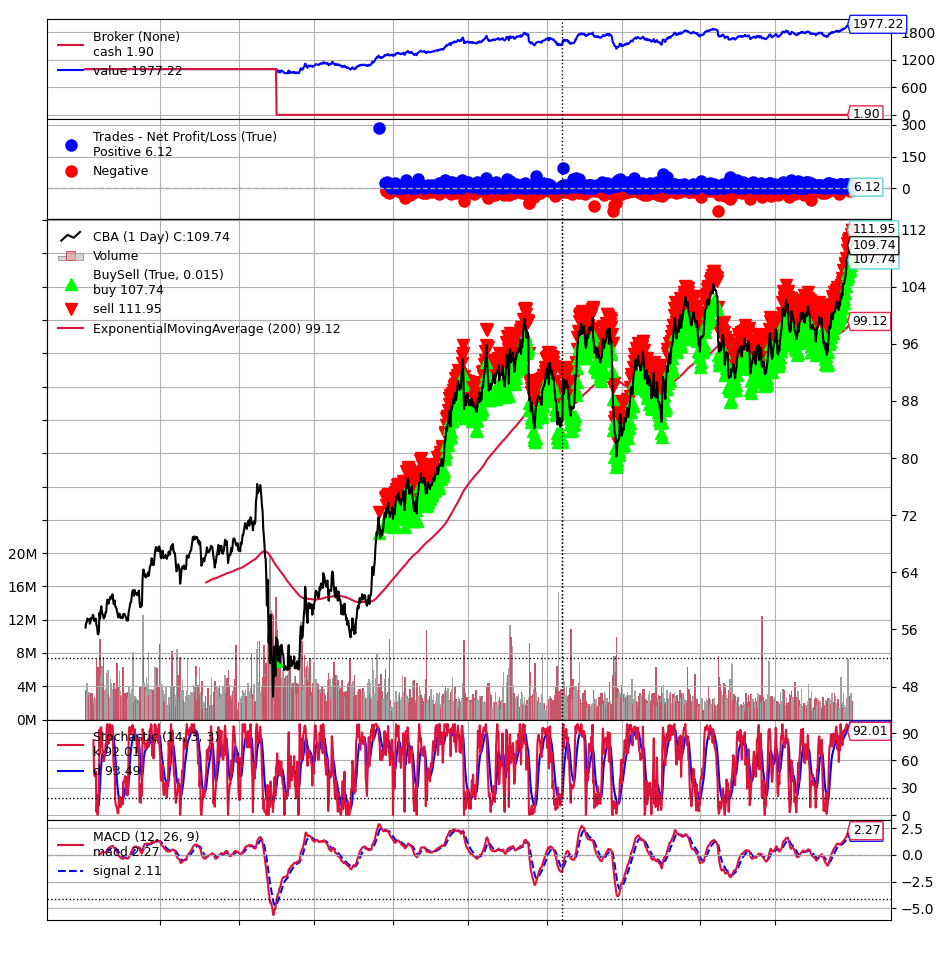 Broker (None)
cash 1.90
value 1977.22
1977.22
1800
1200
600
0
1.90
Trades - Net Profit/Loss (True)
Positive 6.12
Negative
300
150
0
6.12
CBA (1 Day) C:109.74
Volume
BuySell (True, 0.015)
buy 107.74
sell 111.95
ExponentialMovingAverage (200) 99.12
111.95
112
109.74
107.74
104
99.12
96
88
80
72
64
56
48
20M
16M
12M
8M
4M
0M
Stochastic (14, 3, 3)
k 92.01
d 93.49
92.01
90
60
30
0
MACD (12, 26, 9)
macd 2.27
signal 2.11
2.27
2.5
0.0
−2.5
−5.0